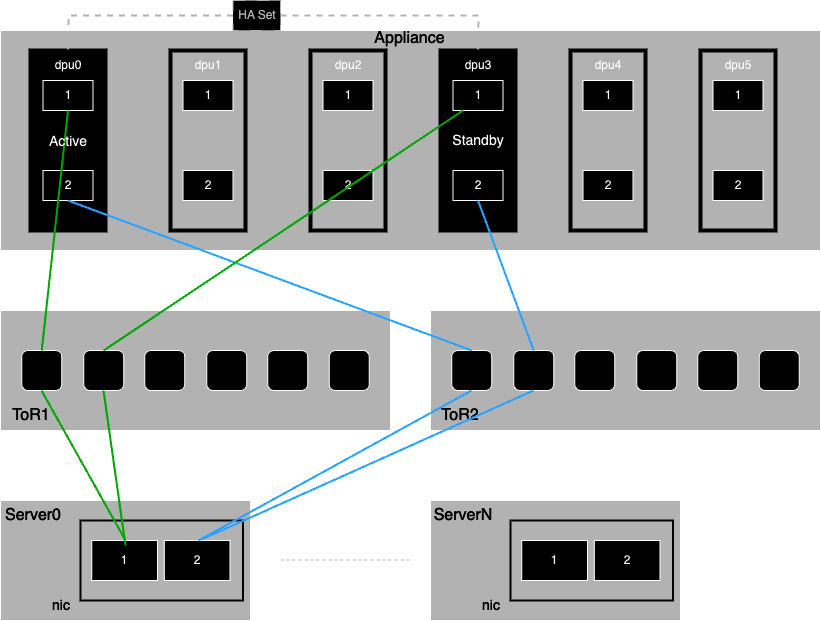 HA Set
Appliance
dpu0
dpu1
dpu2
dpu3
dpu4
dpu5
1
1
1
1
1
1
Active
Standby
2
2
2
2
2
2
ToR1
ToR2
Server0
ServerN
1
2
1
2
nic
nic